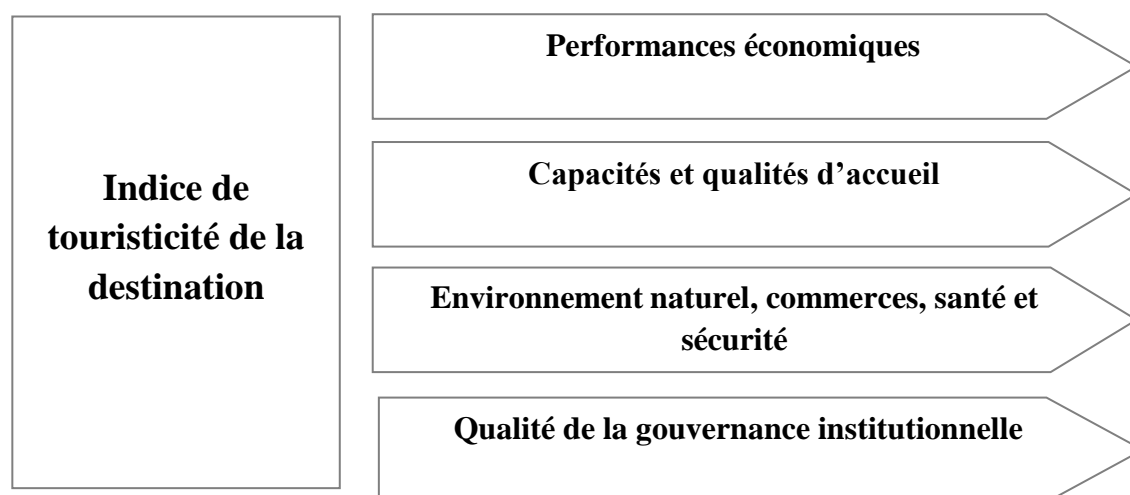 Indice de
touristicité de la
destination
Performances économiques
Capacités et qualités d’accueil
Environnement naturel, commerces, santé et
sécurité
Qualité de la gouvernance institutionnelle